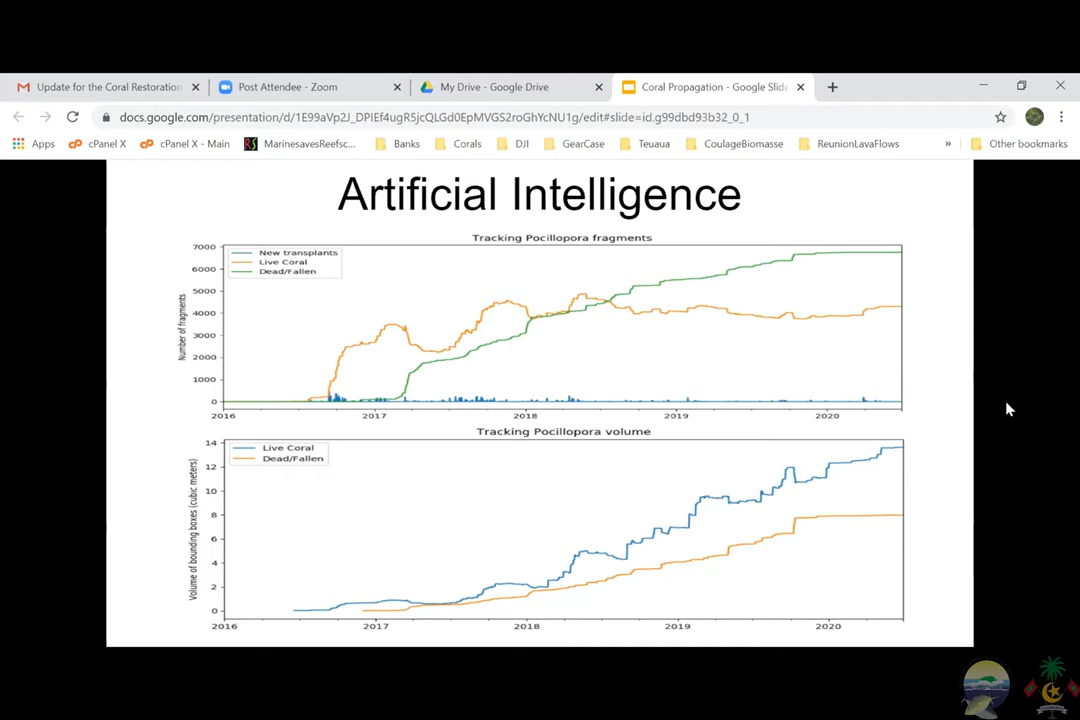 Update for the Coral Restoration
Post Attendee - Zoom
My Drive - Google Drive
Coral Propagation - Google Slide
docs.google.com/presentation/d/1E99aVp2J_DPIEf4ugR5jcQLGd0EpMVGS2roGhYcNU1g/edit#slide=id.g99dbd93b32_0_1
Apps
cPanel X
cPanel X - Main
MarinesavesReefsc...
Banks
Corals
DJI
GearCase
Teuaua
CoulageBiomasse
ReunionLavaFlows
»
Other bookmarks
Artificial Intelligence
Tracking Pocillopora fragments
New transplants
Live Coral
Dead/Fallen
Number of fragments
7000
6000
5000
4000
3000
2000
1000
0
2016 2017 2018 2019 2020
Tracking Pocillopora volume
Live Coral
Dead/Fallen
Volume of bounding boxes (cubic meters)
14
12
10
8
6
4
2
0
2016 2017 2018 2019 2020